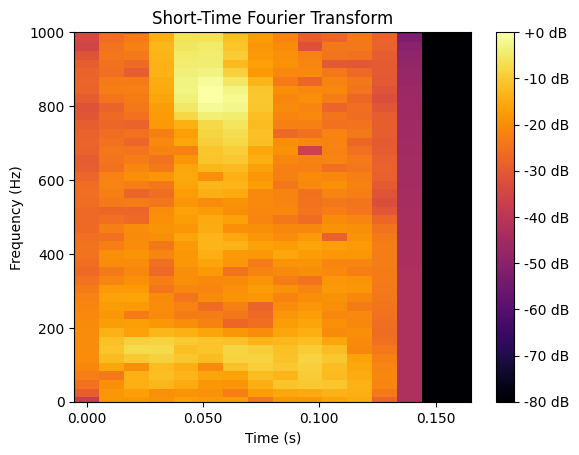 Short-Time Fourier Transform
1000
800
600
400
200
0
Frequency (Hz)
0.000
0.050
0.100
0.150
Time (s)
+0 dB
-10 dB
-20 dB
-30 dB
-40 dB
-50 dB
-60 dB
-70 dB
-80 dB